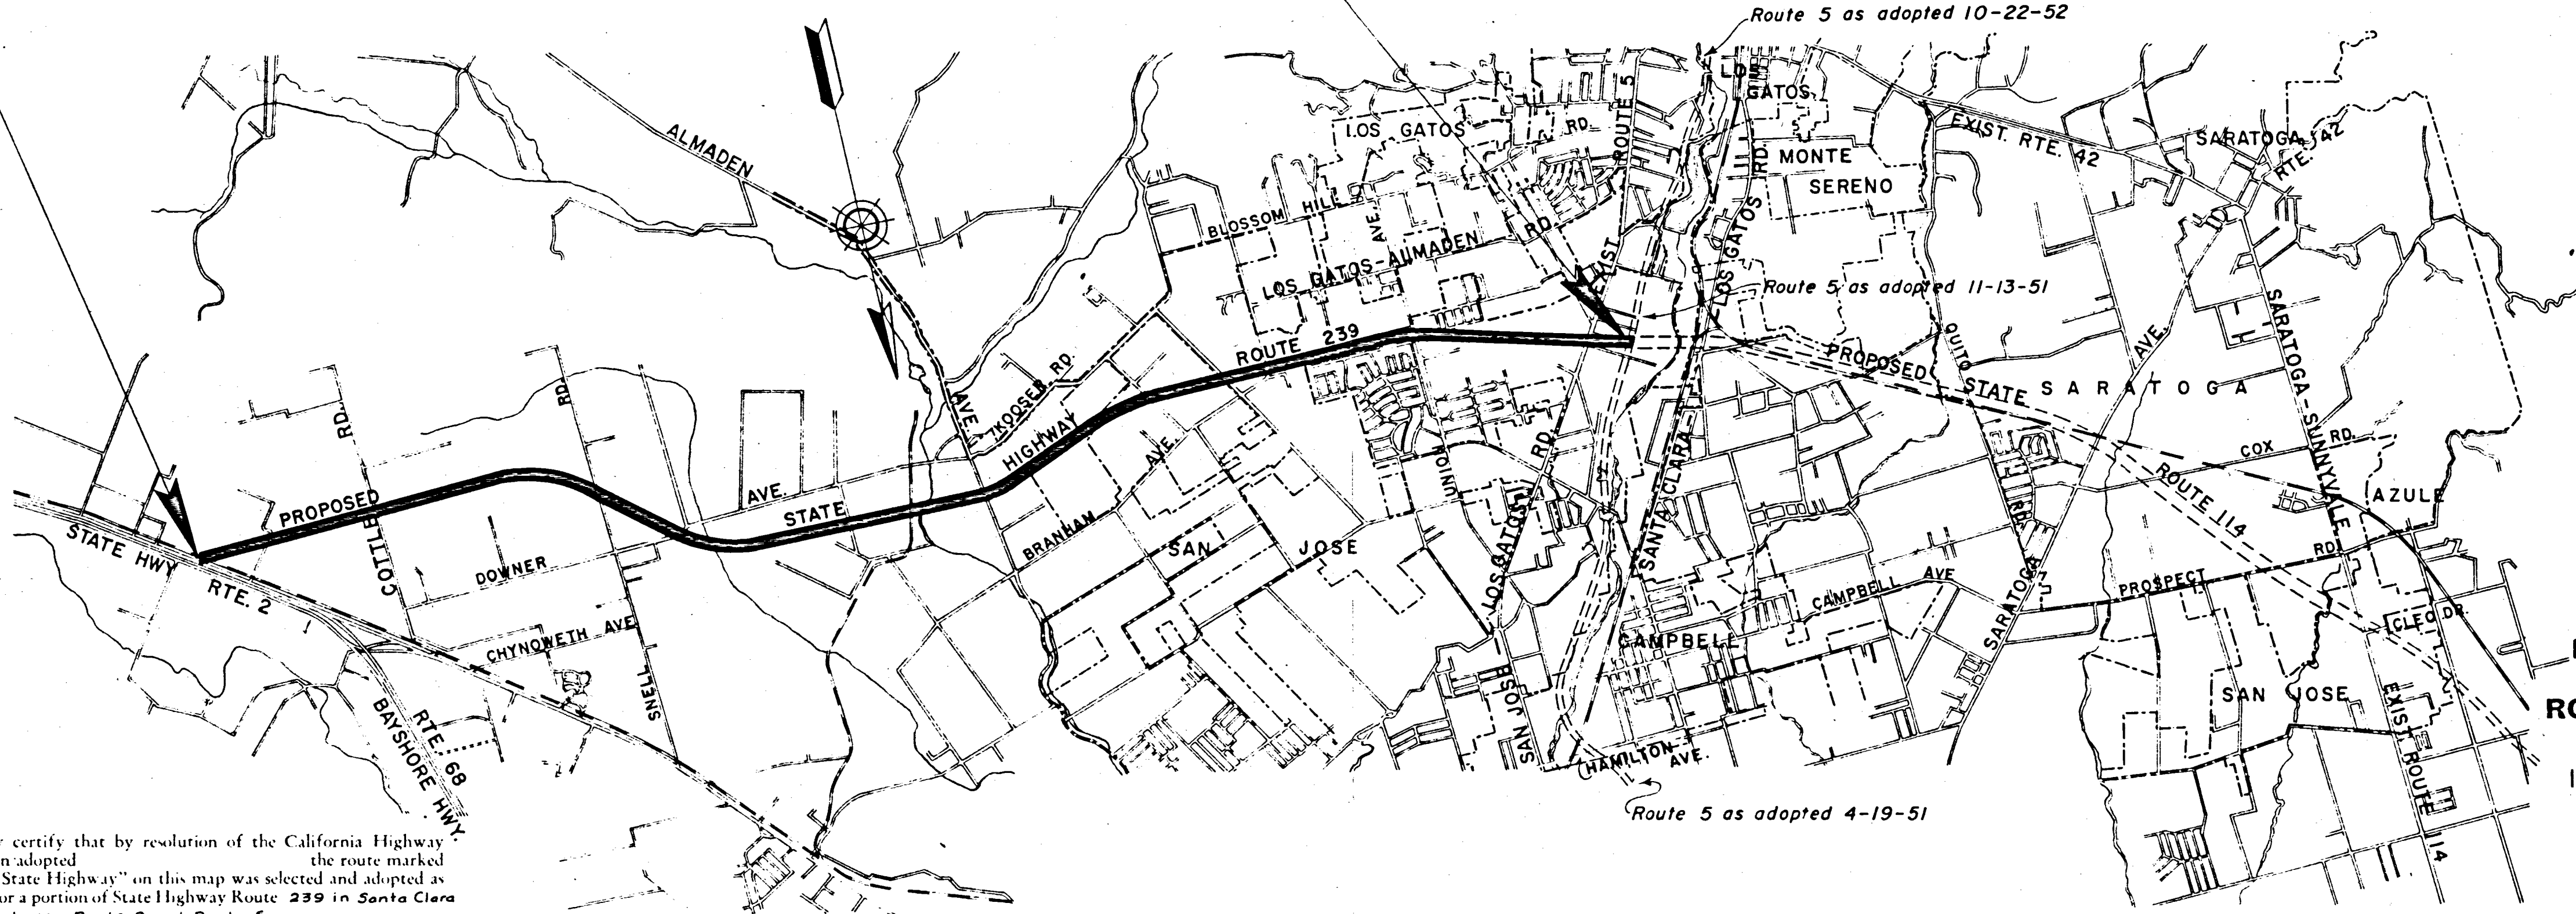 Route 5 as adopted 10-22-52
LOS
GATOS
ALMADEN
LOS GATOS
RD.
ROUTE 5
EXIST. RTE. 42
SARATOGA
RTE. 42
MONTE
SERENO
BLOSSOM HILL
AVE.
LOS GATOS-ALMADEN
RD.
EXIST
LOS GATOS
RD.
Route 5 as adopted 11-13-51
ROUTE 239
QUITO
PROPOSED
STATE
SARATOGA
AVE.
SARATOGA-SUNNYVALE
RD.
RD.
AVE.
KOOSER RD.
HIGHWAY
COX
RD.
ROUTE 114
AZULE
PROPOSED
STATE HWY
RTE. 2
COTTLE
DOWNER
AVE.
STATE
BRANHAM
AVE.
SAN JOSE
UNION
RD.
LOS GATOS
SANTA CLARA-
RD.
SARATOGA
CAMPBELL AVE
PROSPECT
RD.
CLEO DR.
CHYNOWETH AVE.
SNELL
CAMPBELL
SAN JOSE
SAN JOSE
EXIST. ROUTE
114
RTE. 68
BAYSHORE HWY.
HAMILTON
AVE.
RO
Route 5 as adopted 4-19-51
certify that by resolution of the California Highway
n adopted the route marked
State Highway" on this map was selected and adopted as
or a portion of State Highway Route 239 in Santa Clara